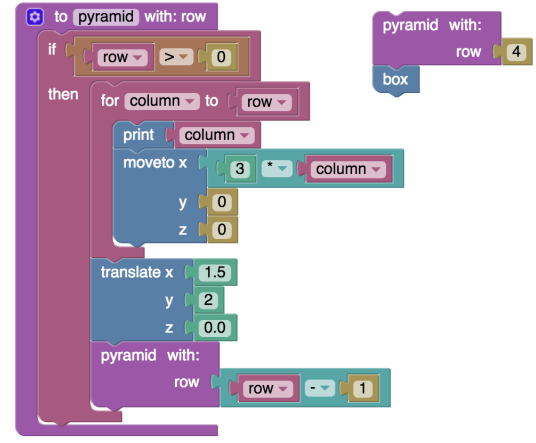 to pyramid with: row
if row > 0
then for column to row
print column
moveto x 3 * column
y 0
z 0
translate x 1.5
y 2
z 0.0
pyramid with:
row row - 1
pyramid with:
row 4
box